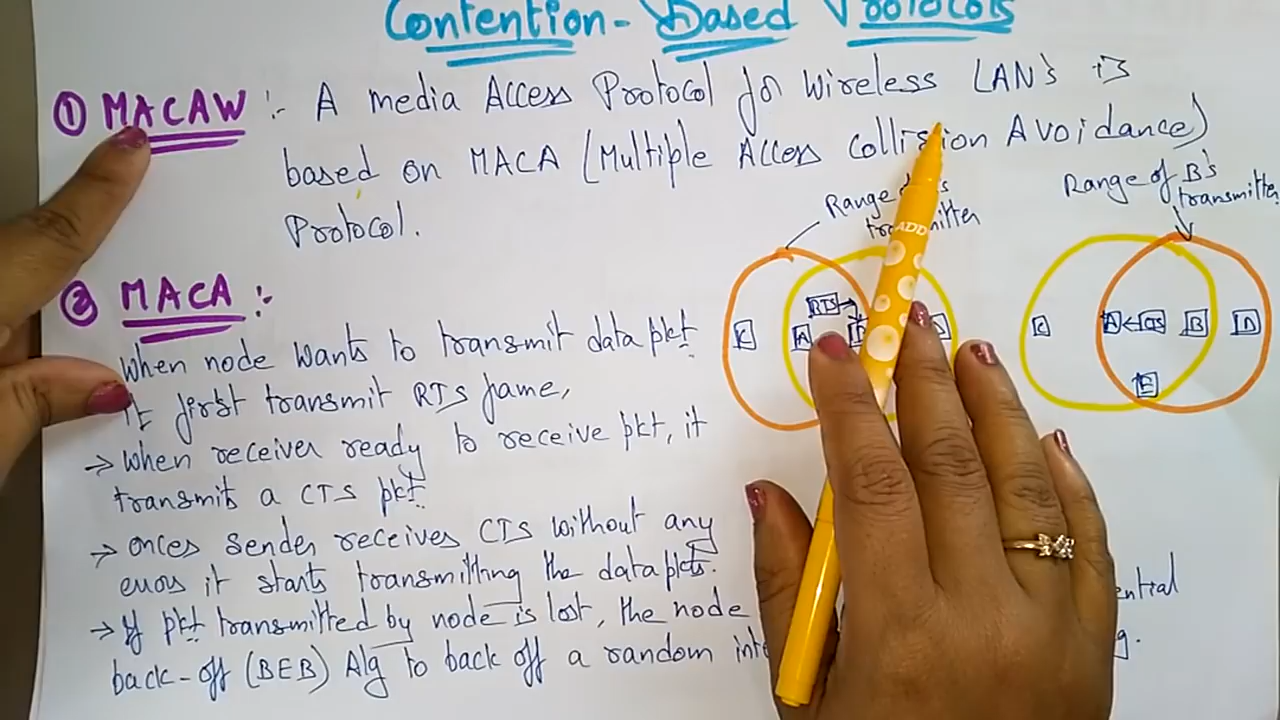 Contention-Based Protocols
① MACAW :- A media Access Protocol for Wireless LAN's is
based on MACA (Multiple Access Collision Avoidance)
Protocol.
Range of B's
transmitter
Range
② MACA :-
When node wants to transmit data pkt
It first transmit RTS fame,
→ When receiver ready to receive pkt, it
transmits a CTS pkt.
→ onces sender receives CTS without any
errors it starts transmitting the data pkts.
→ If pkt transmitted by node is lost, the node
back-off (BEB) Alg to back off a random
RTS
C A
C A CTS B D
E
ADD